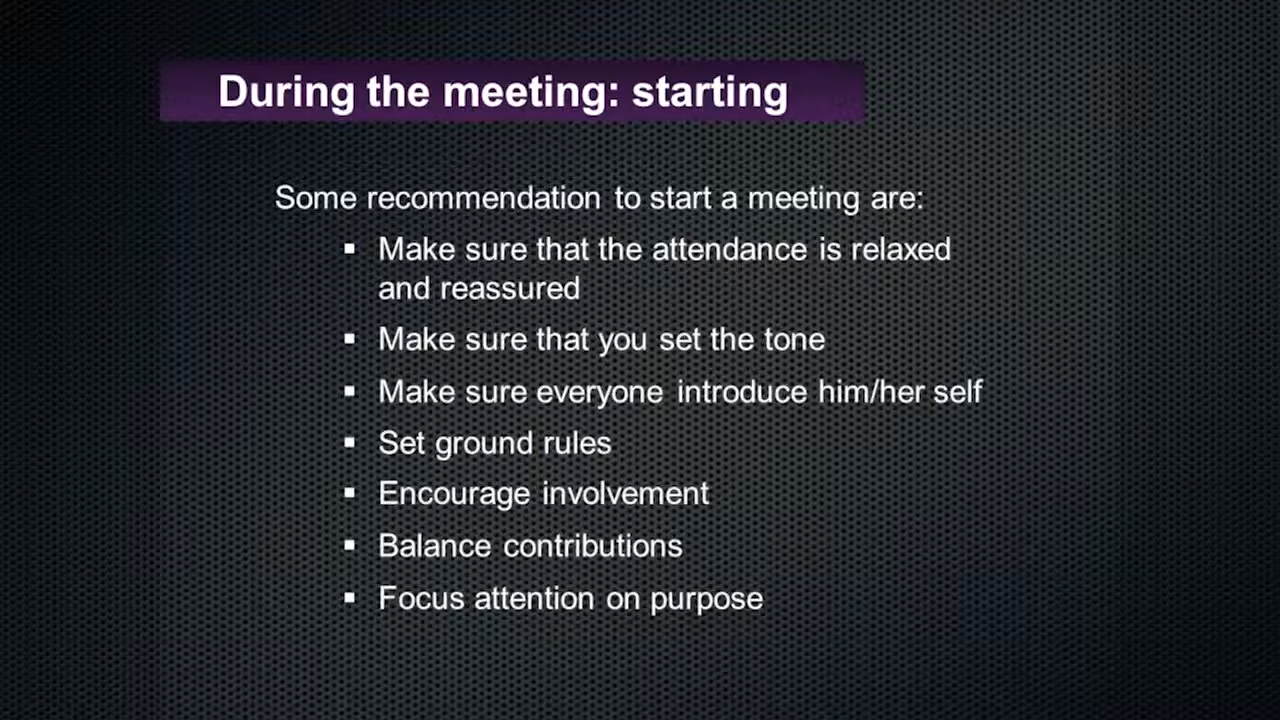 During the meeting: starting
Some recommendation to start a meeting are:
▪ Make sure that the attendance is relaxed
and reassured
▪ Make sure that you set the tone
▪ Make sure everyone introduce him/her self
▪ Set ground rules
▪ Encourage involvement
▪ Balance contributions
▪ Focus attention on purpose